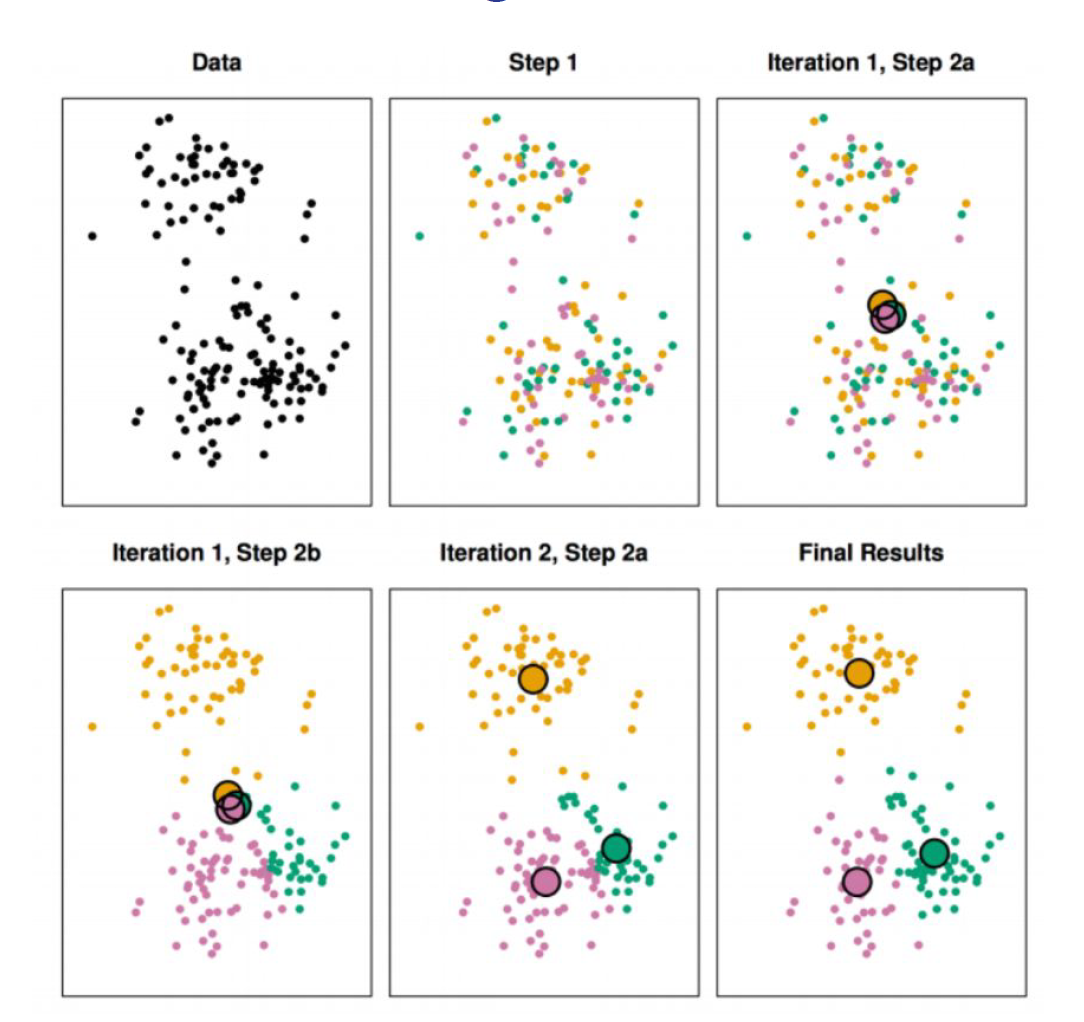 Data
Step 1
Iteration 1, Step 2a
Iteration 1, Step 2b
Iteration 2, Step 2a
Final Results